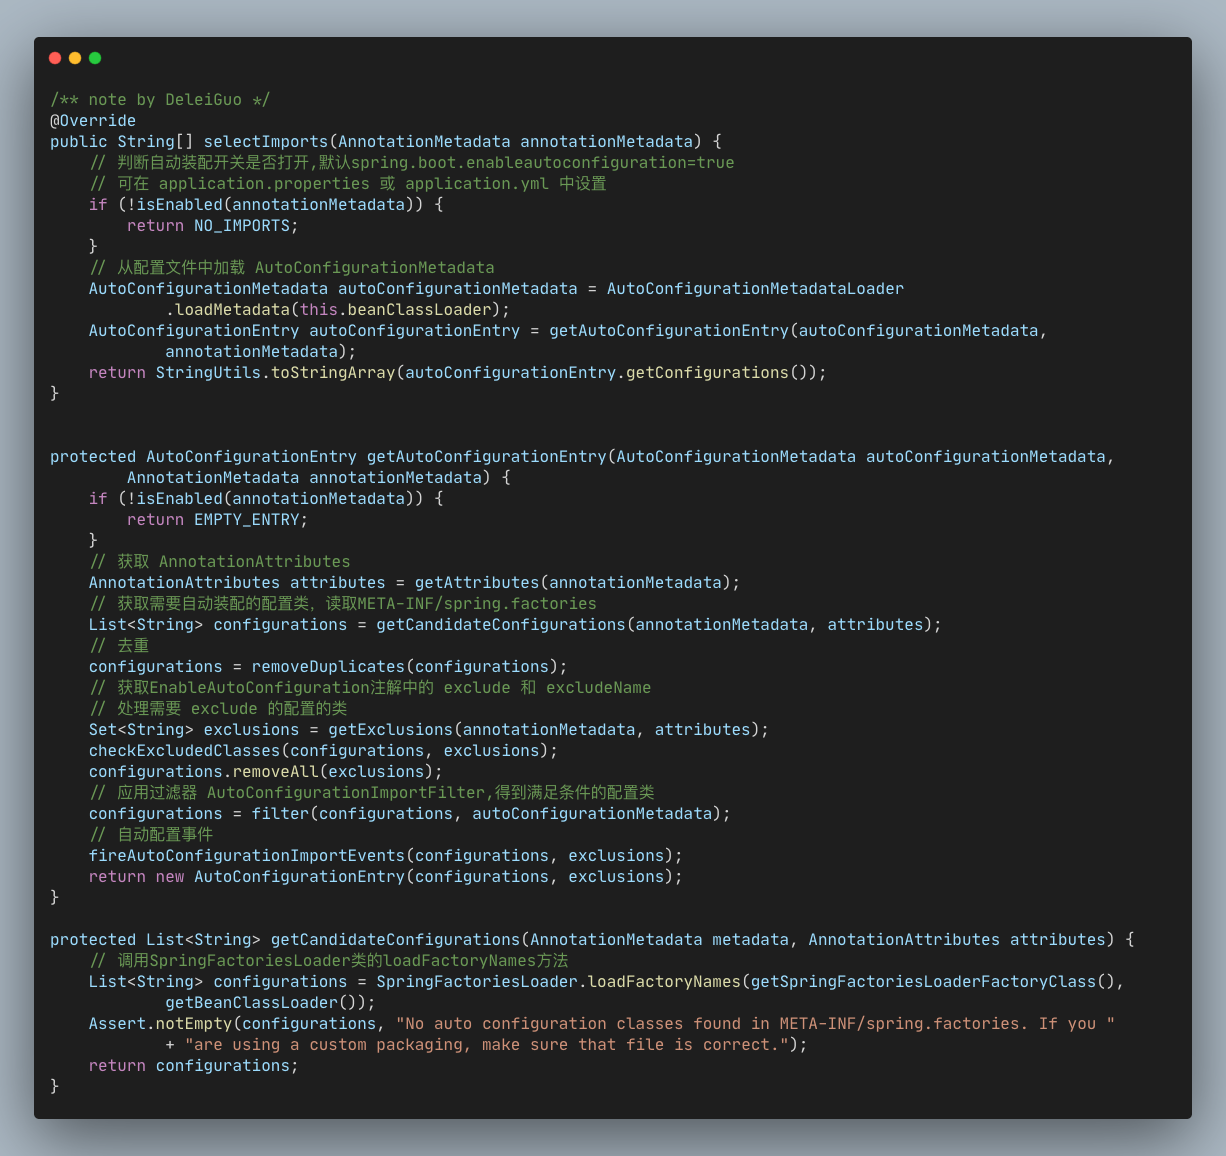 /** note by DeleiGuo */
@Override
public String[] selectImports(AnnotationMetadata annotationMetadata) {
    // 判断自动装配开关是否打开,默认spring.boot.enableautoconfiguration=true
    // 可在 application.properties 或 application.yml 中设置
    if (!isEnabled(annotationMetadata)) {
        return NO_IMPORTS;
    }
    // 从配置文件中加载 AutoConfigurationMetadata
    AutoConfigurationMetadata autoConfigurationMetadata = AutoConfigurationMetadataLoader
            .loadMetadata(this.beanClassLoader);
    AutoConfigurationEntry autoConfigurationEntry = getAutoConfigurationEntry(autoConfigurationMetadata,
            annotationMetadata);
    return StringUtils.toStringArray(autoConfigurationEntry.getConfigurations());
}
protected AutoConfigurationEntry getAutoConfigurationEntry(AutoConfigurationMetadata autoConfigurationMetadata,
        AnnotationMetadata annotationMetadata) {
    if (!isEnabled(annotationMetadata)) {
        return EMPTY_ENTRY;
    }
    // 获取 AnnotationAttributes
    AnnotationAttributes attributes = getAttributes(annotationMetadata);
    // 获取需要自动装配的配置类，读取META-INF/spring.factories
    List<String> configurations = getCandidateConfigurations(annotationMetadata, attributes);
    // 去重
    configurations = removeDuplicates(configurations);
    // 获取EnableAutoConfiguration注解中的 exclude 和 excludeName
    // 处理需要 exclude 的配置的类
    Set<String> exclusions = getExclusions(annotationMetadata, attributes);
    checkExcludedClasses(configurations, exclusions);
    configurations.removeAll(exclusions);
    // 应用过滤器 AutoConfigurationImportFilter,得到满足条件的配置类
    configurations = filter(configurations, autoConfigurationMetadata);
    // 自动配置事件
    fireAutoConfigurationImportEvents(configurations, exclusions);
    return new AutoConfigurationEntry(configurations, exclusions);
}
protected List<String> getCandidateConfigurations(AnnotationMetadata metadata, AnnotationAttributes attributes) {
    // 调用SpringFactoriesLoader类的loadFactoryNames方法
    List<String> configurations = SpringFactoriesLoader.loadFactoryNames(getSpringFactoriesLoaderFactoryClass(),
            getBeanClassLoader());
    Assert.notEmpty(configurations, "No auto configuration classes found in META-INF/spring.factories. If you "
            + "are using a custom packaging, make sure that file is correct.");
    return configurations;
}